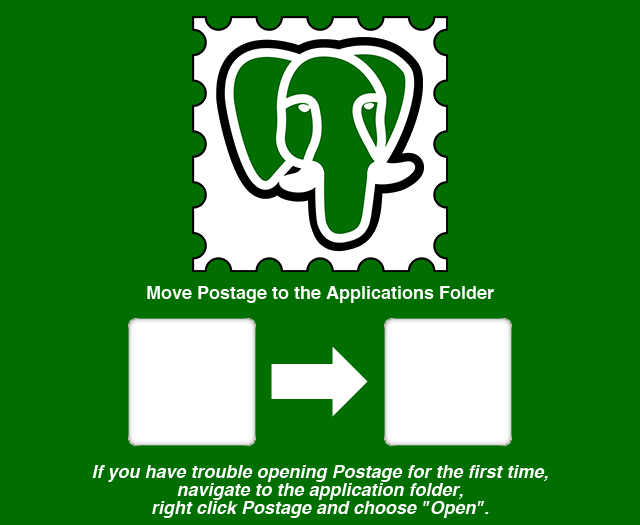 Move Postage to the Applications Folder
If you have trouble opening Postage for the first time,
navigate to the application folder,
right click Postage and choose "Open".